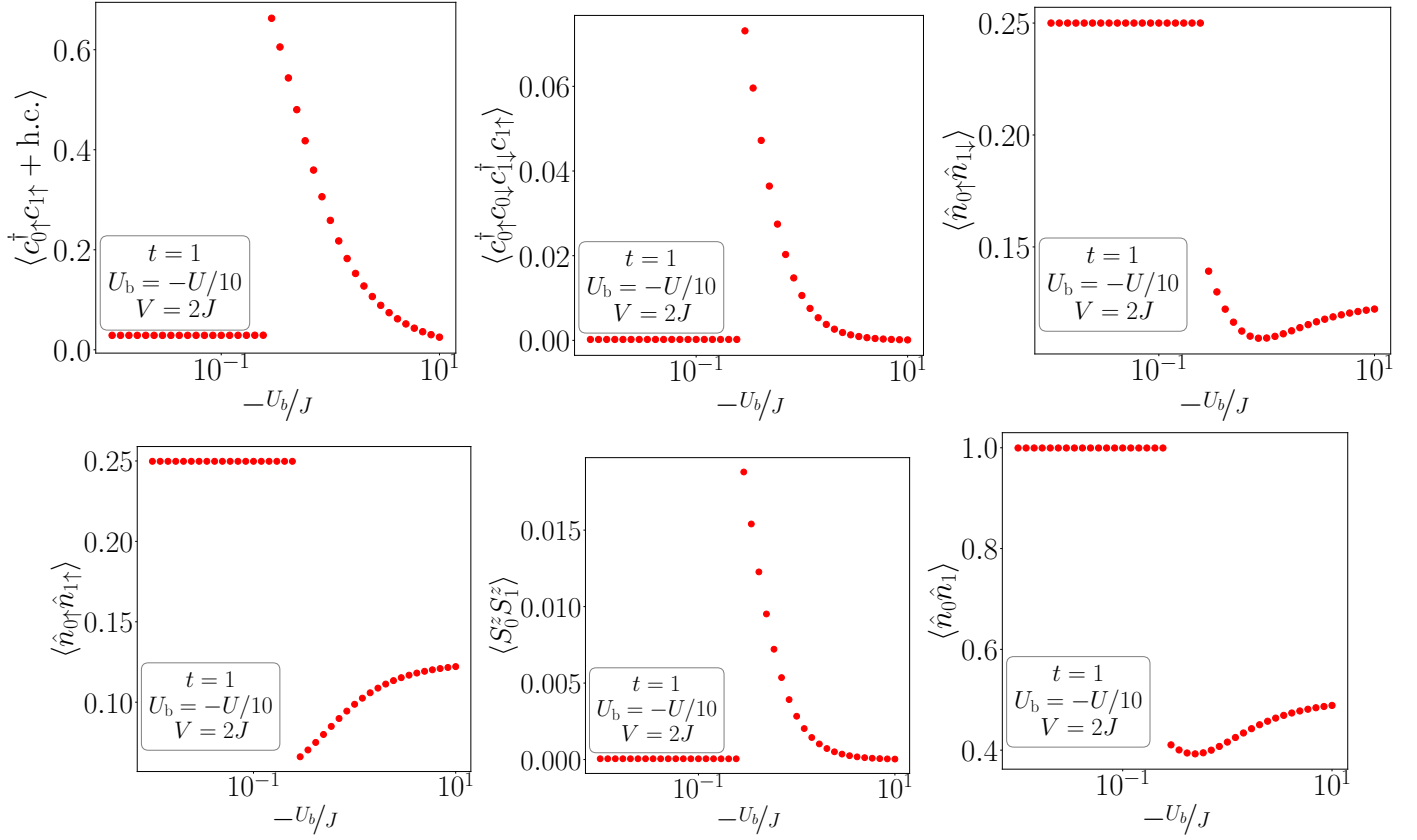 ⟨c†0↑c1↑ + h.c.⟩
0.6
0.4
0.2
0.0
t = 1
Ub = −U/10
V = 2J
10⁻¹
10¹
−Ub/J
⟨c†0↑c0↓c†1↓c1↑⟩
0.06
0.04
0.02
0.00
t = 1
Ub = −U/10
V = 2J
10⁻¹
10¹
−Ub/J
⟨n̂0↑n̂1↓⟩
0.25
0.20
0.15
t = 1
Ub = −U/10
V = 2J
10⁻¹
10¹
−Ub/J
⟨n̂0↑n̂1↑⟩
0.25
0.20
0.15
0.10
t = 1
Ub = −U/10
V = 2J
10⁻¹
10¹
−Ub/J
⟨Sz0Sz1⟩
0.015
0.010
0.005
0.000
t = 1
Ub = −U/10
V = 2J
10⁻¹
10¹
−Ub/J
⟨n̂0n̂1⟩
1.0
0.8
0.6
0.4
t = 1
Ub = −U/10
V = 2J
10⁻¹
10¹
−Ub/J